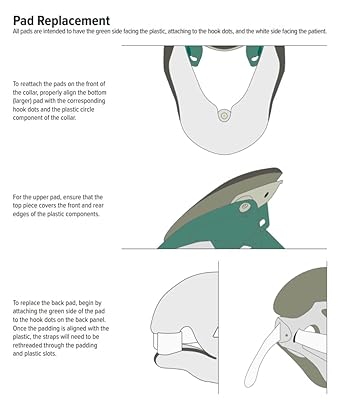 Pad Replacement
All pads are intended to have the green side facing the plastic, attaching to the hook dots, and the white side facing the patient.
To reattach the pads on the front of
the collar, properly align the bottom
(larger) pad with the corresponding
hook dots and the plastic circle
component of the collar.
For the upper pad, ensure that the
top piece covers the front and rear
edges of the plastic components.
To replace the back pad, begin by
attaching the green side of the pad
to the hook dots on the back panel.
Once the padding is aligned with the
plastic, the straps will need to be
rethreaded through the padding
and plastic slots.